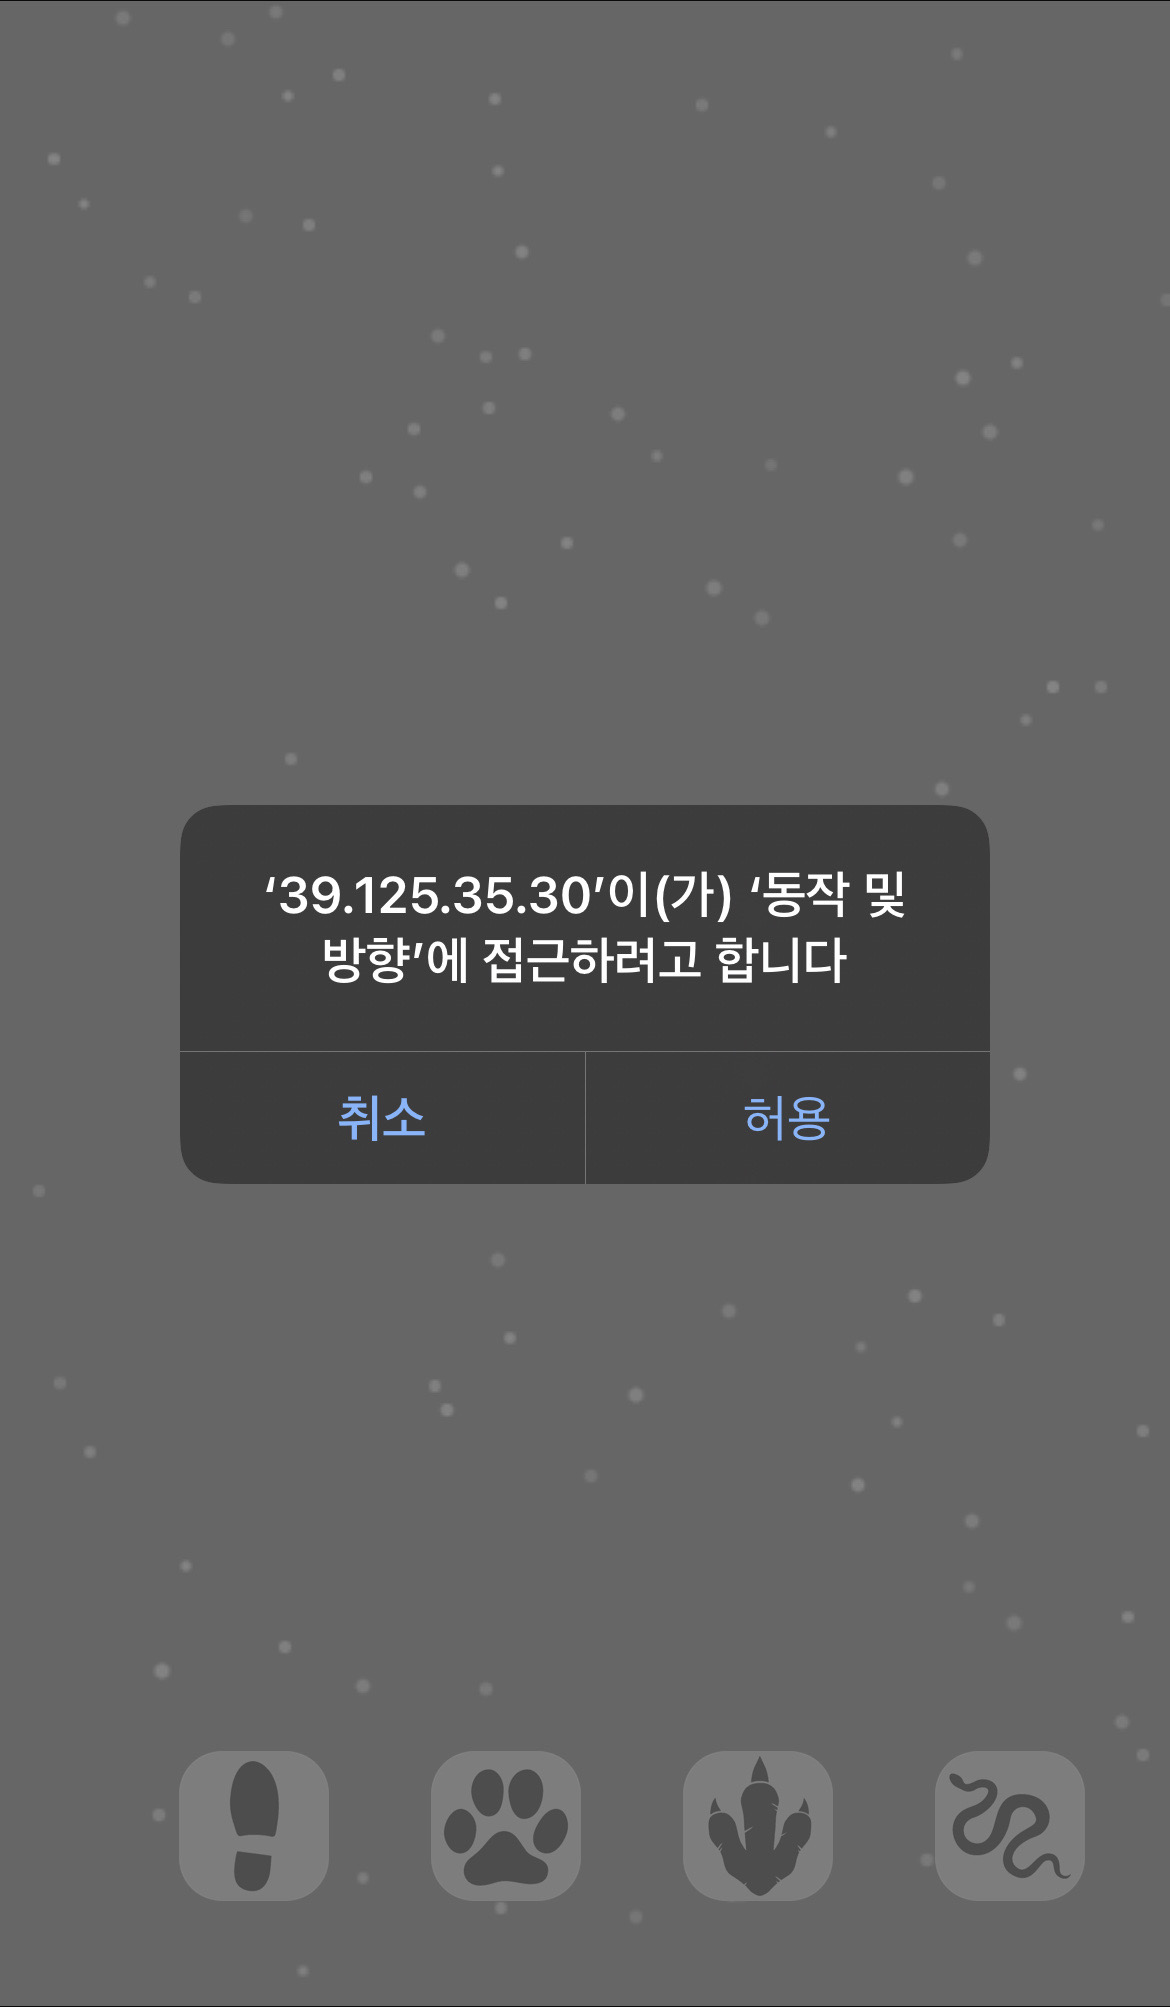 ‘39.125.35.30’이(가) ‘동작 및
방향’에 접근하려고 합니다
취소
허용